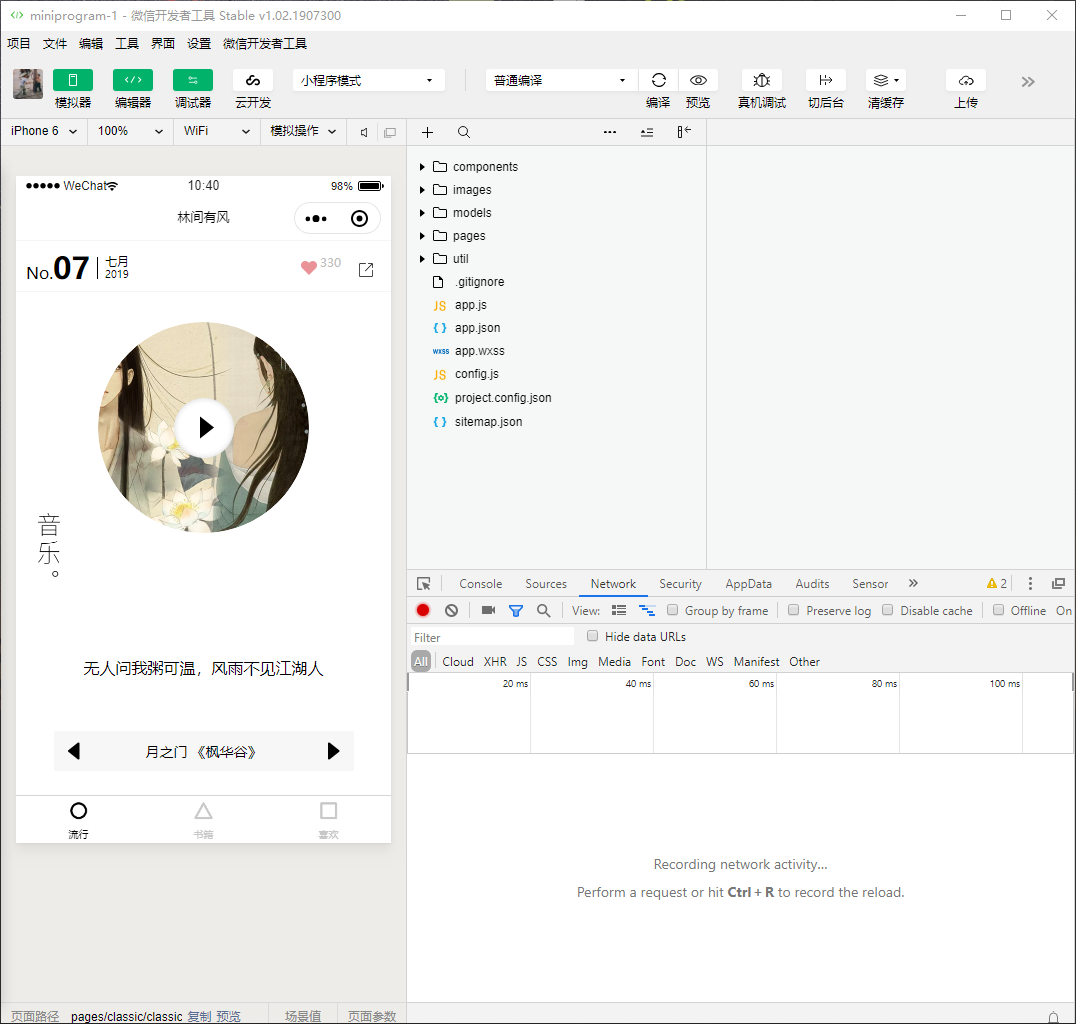 miniprogram-1 - 微信开发者工具 Stable v1.02.1907300
项目 文件 编辑 工具 界面 设置 微信开发者工具
小程序模式 普通编译
模拟器 编辑器 调试器 云开发 编译 预览 真机调试 切后台 清缓存 上传
iPhone 6 100% WiFi 模拟操作
WeChat 10:40 98%
林间有风
No.07 七月 2019 330
音乐。
无人问我粥可温，风雨不见江湖人
月之门 《枫华谷》
流行 书籍 喜欢
components
images
models
pages
util
.gitignore
JS app.js
{ } app.json
wxss app.wxss
JS config.js
{o} project.config.json
{ } sitemap.json
Console Sources Network Security AppData Audits Sensor 2
View: Group by frame Preserve log Disable cache Offline On
Filter Hide data URLs
All Cloud XHR JS CSS Img Media Font Doc WS Manifest Other
20 ms 40 ms 60 ms 80 ms 100 ms
Recording network activity...
Perform a request or hit Ctrl + R to record the reload.
页面路径 pages/classic/classic 复制 预览 场景值 页面参数